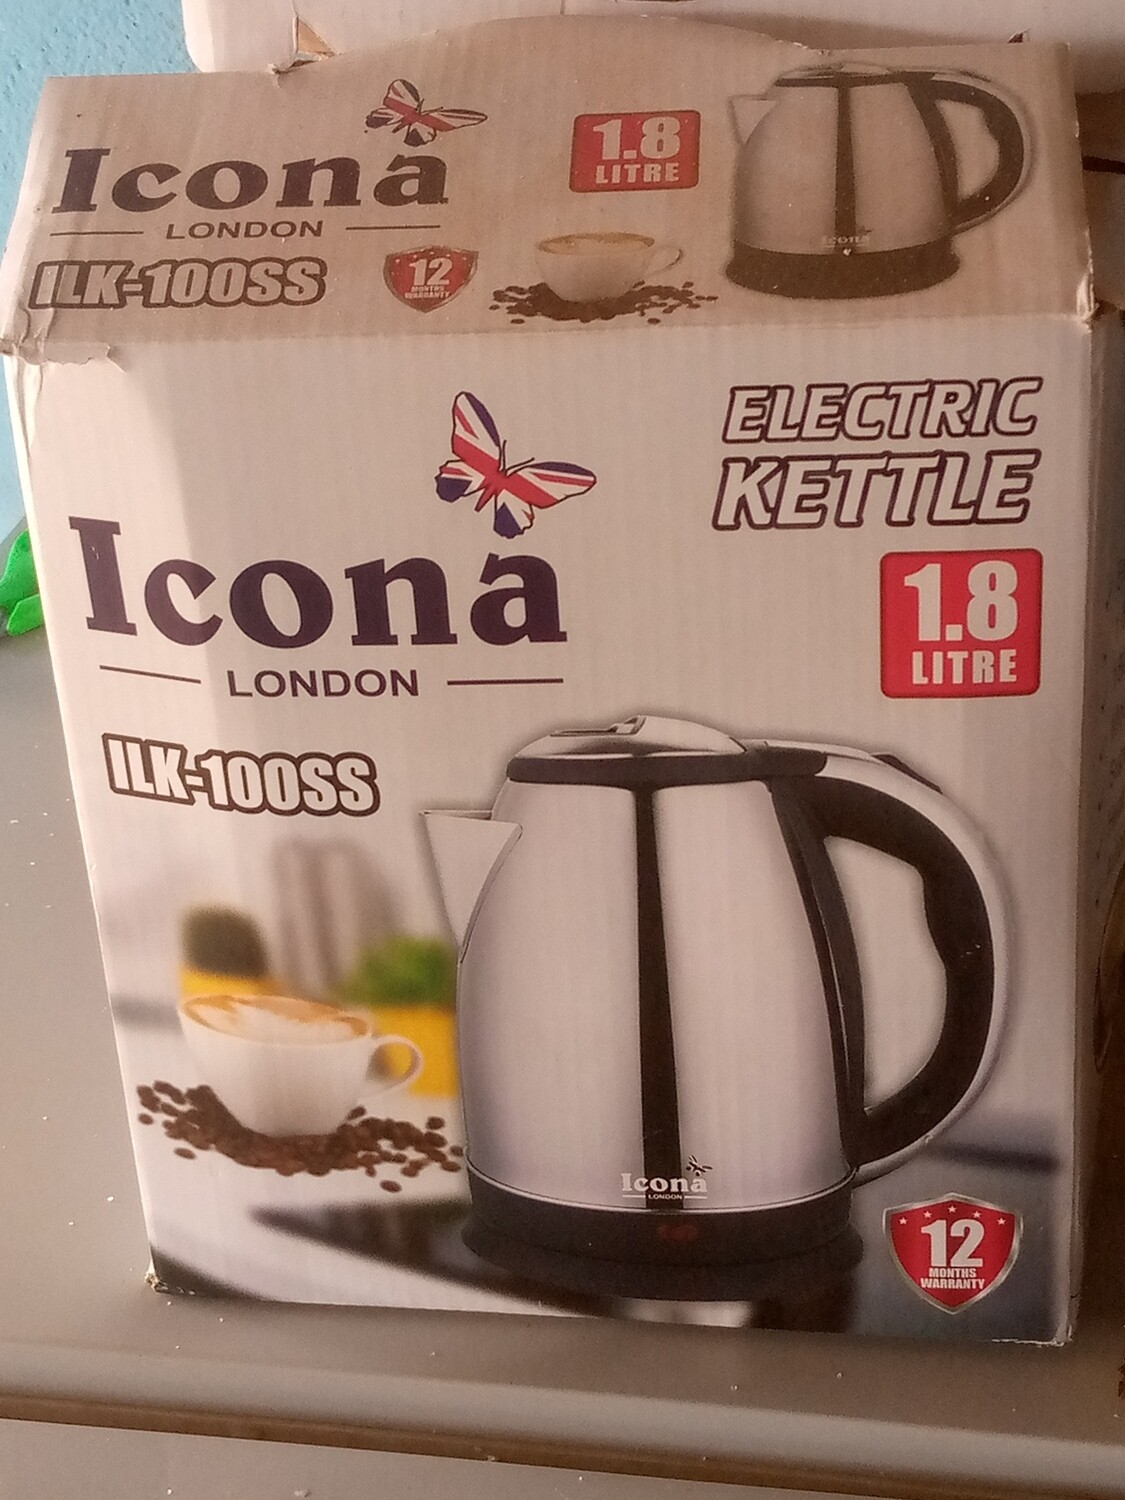 Icona
LONDON
ILK-100SS
12
MONTHS
WARRANTY
1.8
LITRE
Icona
ELECTRIC
KETTLE
Icona
LONDON
1.8
LITRE
ILK-100SS
Icona
LONDON
12
MONTHS
WARRANTY